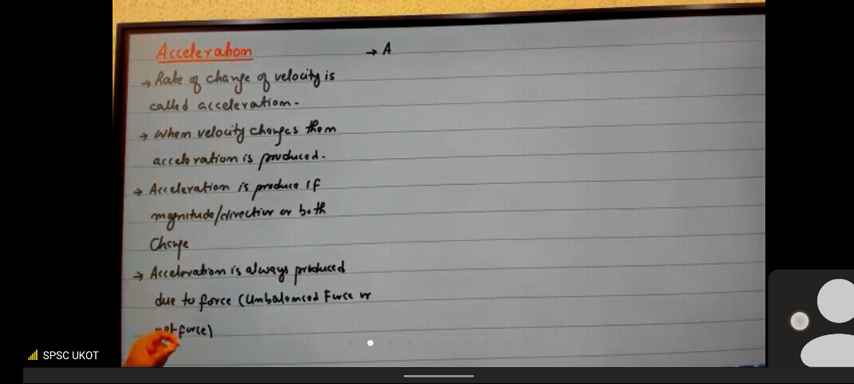 Acceleration
→ Rate of change of velocity is
called acceleration.
→ When velocity changes then
acceleration is produced.
→ Acceleration is produce if
magnitude/direction or both
Change
→ Acceleration is always produced
due to force (Unbalanced Force or
net force)
→ A
SPSC UKOT